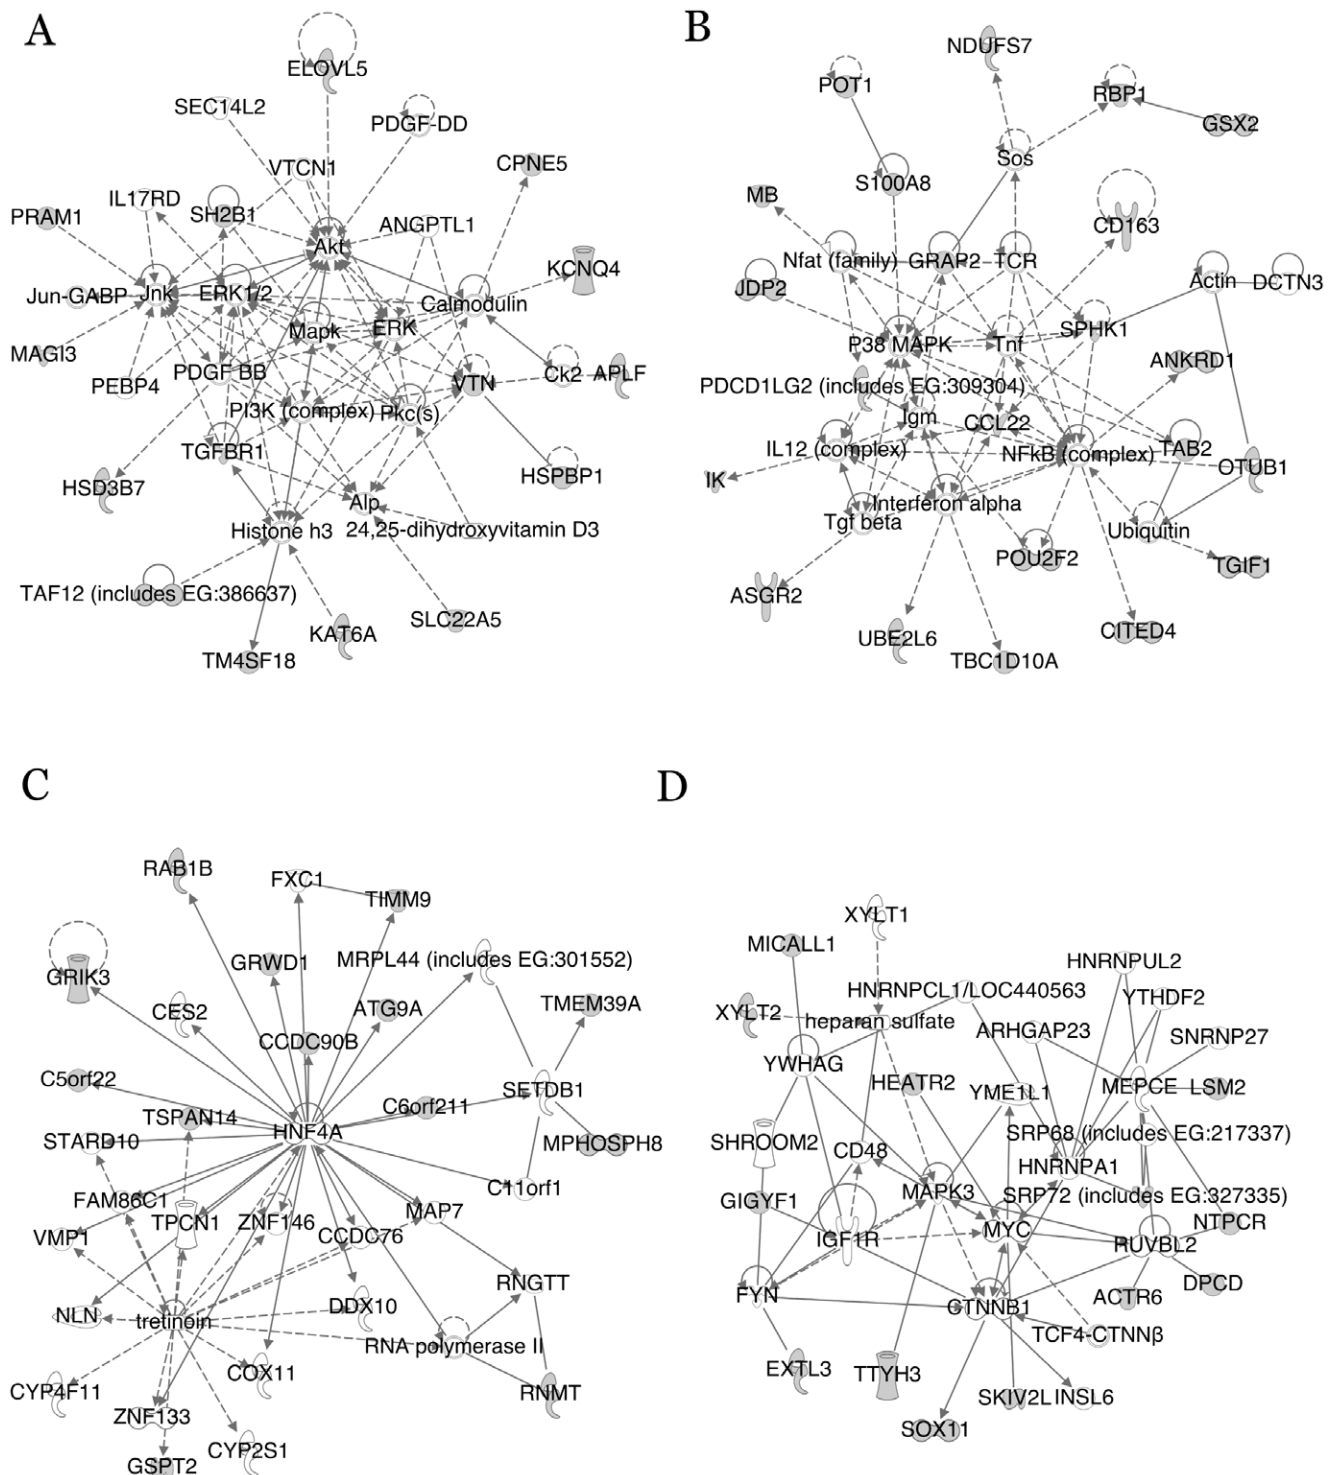 A
ELOVL5
SEC14L2
PDGF-DD
VTCN1
CPNE5
IL17RD
PRAM1
SH2B1
ANGPTL1
Akt
KCNQ4
Jun-GABP
Jnk
ERK1/2
Calmodulin
Mapk
ERK
MAGI3
PEBP4
PDGF BB
VTN
Ck2
APLF
PI3K (complex)
Pkc(s)
TGFBR1
HSD3B7
HSPBP1
Alp
Histone h3
24,25-dihydroxyvitamin D3
TAF12 (includes EG:386637)
KAT6A
SLC22A5
TM4SF18
B
NDUFS7
POT1
RBP1
GSX2
Sos
S100A8
MB
CD163
Nfat (family)
GRAP2
TCR
JDP2
Actin
DCTN3
SPHK1
P38 MAPK
Tnf
ANKRD1
PDCD1LG2 (includes EG:309304)
Igm
CCL22
IL12 (complex)
NFkB (complex)
TAB2
OTUB1
IK
Interferon alpha
Tgf beta
Ubiquitin
POU2F2
TGIF1
ASGR2
UBE2L6
CITED4
TBC1D10A
C
RAB1B
FXC1
TIMM9
GRIK3
GRWD1
MRPL44 (includes EG:301552)
CES2
ATG9A
TMEM39A
CCDC90B
C5orf22
SETDB1
TSPAN14
C6orf211
STARD10
HNF4A
MPHOSPH8
C11orf1
FAM86C1
TPCN1
ZNF146
MAP7
VMP1
CCDC76
RNGTT
NLN
tretinoin
DDX10
RNA polymerase II
COX11
CYP4F11
RNMT
ZNF133
CYP2S1
GSPT2
D
XYLT1
MICALL1
HNRNPUL2
HNRNPCL1/LOC440563
YTHDF2
XYLT2
heparan sulfate
ARHGAP23
SNRNP27
YWHAG
HEATR2
YME1L1
MEPCE
LSM2
SHROOM2
SRP68 (includes EG:217337)
CD48
HNRNPA1
MAPK3
SRP72 (includes EG:327335)
GIGYF1
NTPCR
IGF1R
MYC
RUVBL2
DPCD
FYN
CTNNB1
ACTR6
TCF4-CTNNβ
EXTL3
TTYH3
SKIV2L
INSL6
SOX11